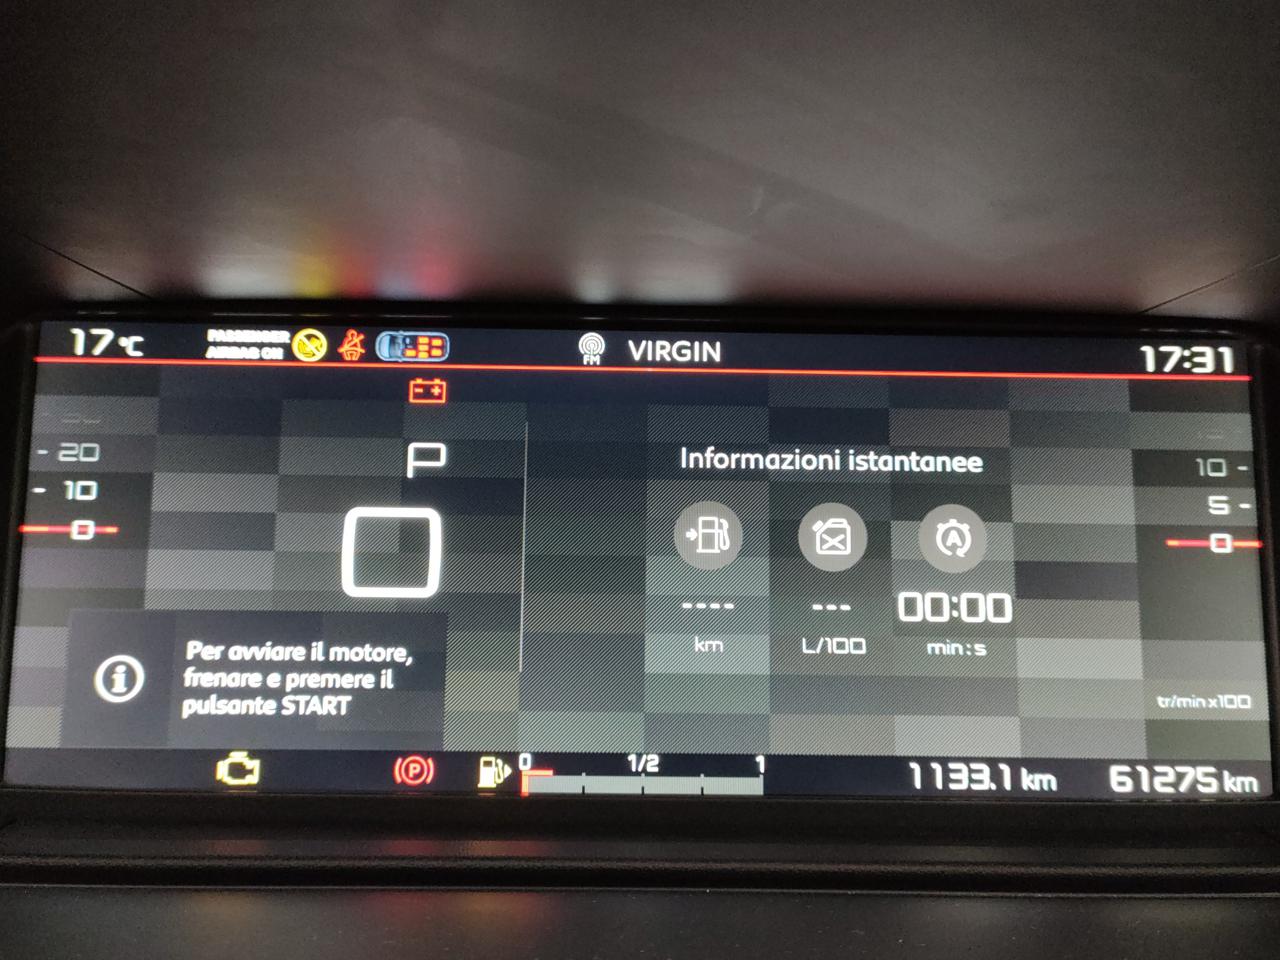 17°C
PASSENGER
AIRBAG ON
FM
VIRGIN
17:31
20
10
0
P
0
Informazioni istantanee
----
km
---
L/100
A
00:00
min:s
10
5
0
tr/min x100
Per avviare il motore,
frenare e premere il
pulsante START
P
0
1/2
1
1133.1 km
61275 km